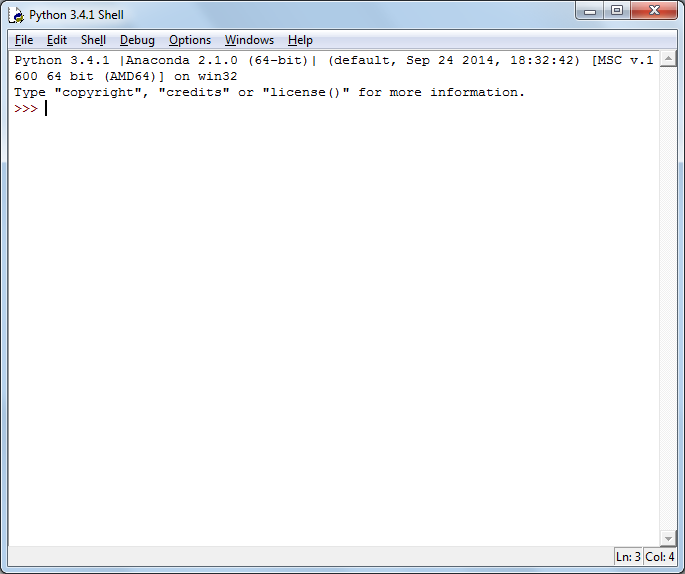 Python 3.4.1 Shell
File Edit Shell Debug Options Windows Help
Python 3.4.1 |Anaconda 2.1.0 (64-bit)| (default, Sep 24 2014, 18:32:42) [MSC v.1
600 64 bit (AMD64)] on win32
Type "copyright", "credits" or "license()" for more information.
>>>
Ln: 3 Col: 4